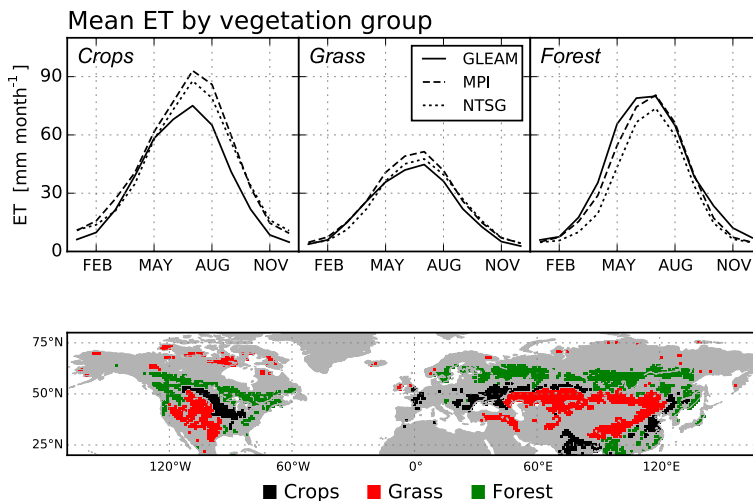 Mean ET by vegetation group
Crops
Grass
Forest
GLEAM
MPI
NTSG
ET [mm month⁻¹]
90
60
30
0
FEB MAY AUG NOV
FEB MAY AUG NOV
FEB MAY AUG NOV
75°N
50°N
25°N
120°W 60°W 0° 60°E 120°E
Crops Grass Forest